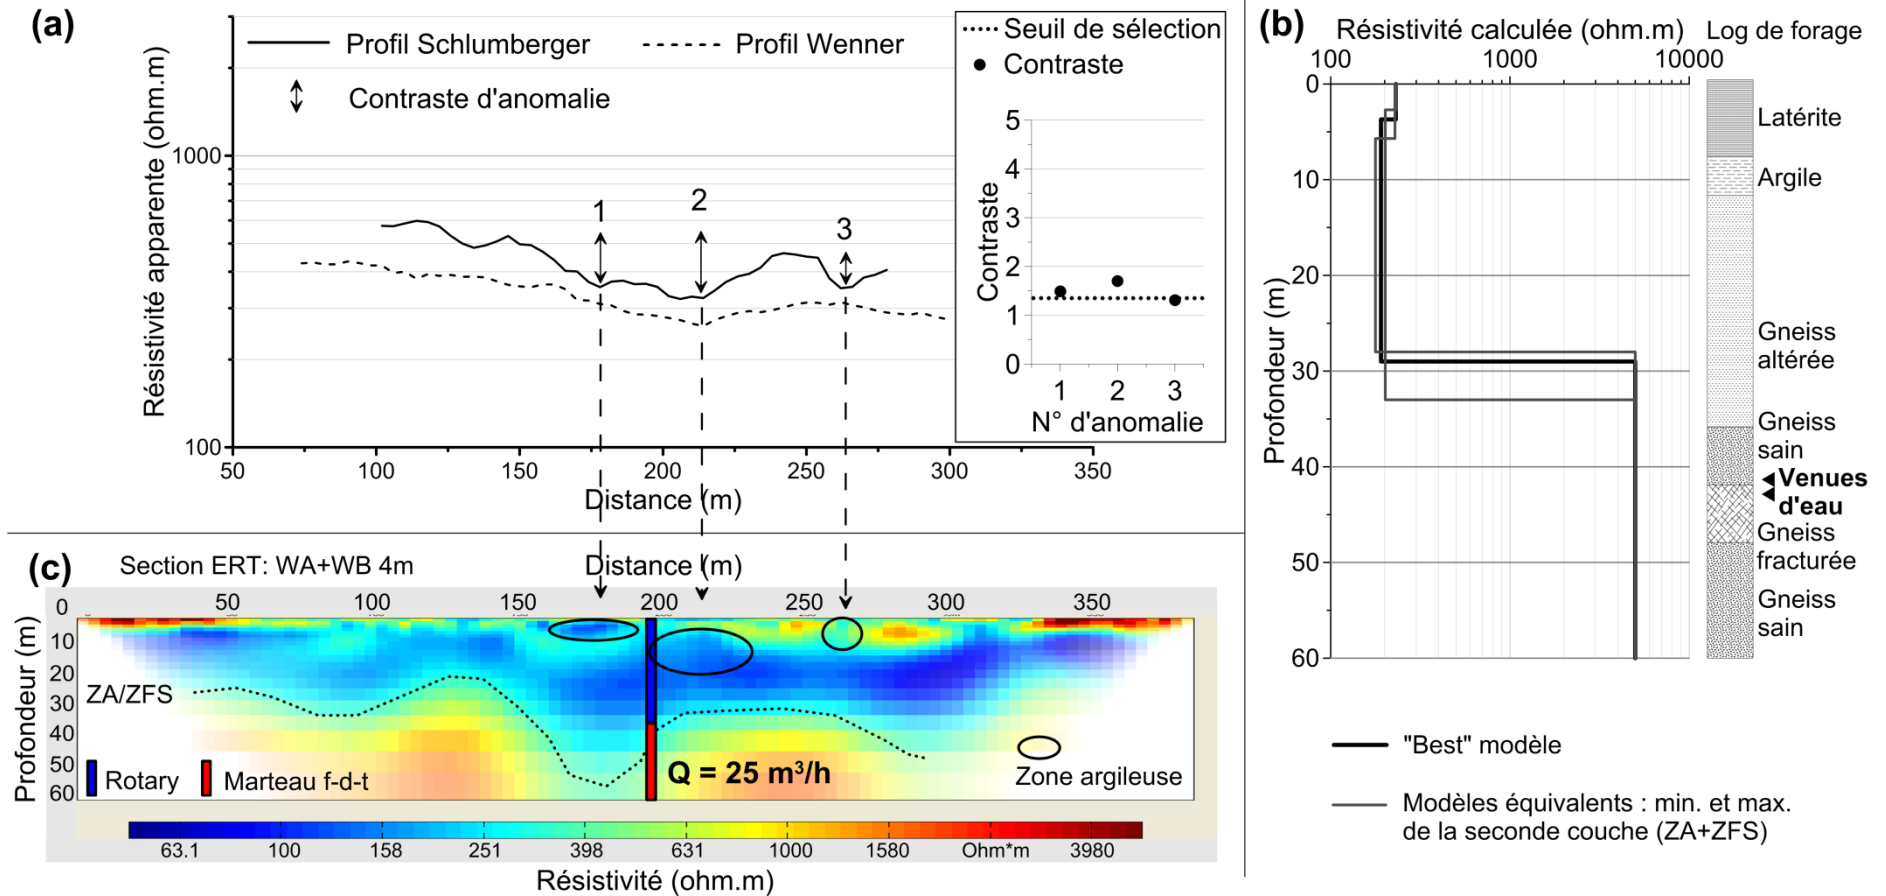 (a)
Profil Schlumberger
Profil Wenner
Contraste d'anomalie
Résistivité apparente (ohm.m)
1000
100
1
2
3
50
100
150
200
250
300
350
Distance (m)
Seuil de sélection
Contraste
Contraste
5
4
3
2
1
0
1
2
3
N° d'anomalie
(b)
Résistivité calculée (ohm.m)
100
1000
10000
Log de forage
Profondeur (m)
0
10
20
30
40
50
60
Latérite
Argile
Gneiss
altérée
Gneiss
sain
Venues
d'eau
Gneiss
fracturée
Gneiss
sain
"Best" modèle
Modèles équivalents : min. et max.
de la seconde couche (ZA+ZFS)
(c)
Section ERT: WA+WB 4m
Distance (m)
50
100
150
200
250
300
350
Profondeur (m)
0
10
20
30
40
50
60
ZA/ZFS
Rotary
Marteau f-d-t
Q = 25 m³/h
Zone argileuse
63.1
100
158
251
398
631
1000
1580
Ohm*m
3980
Résistivité (ohm.m)